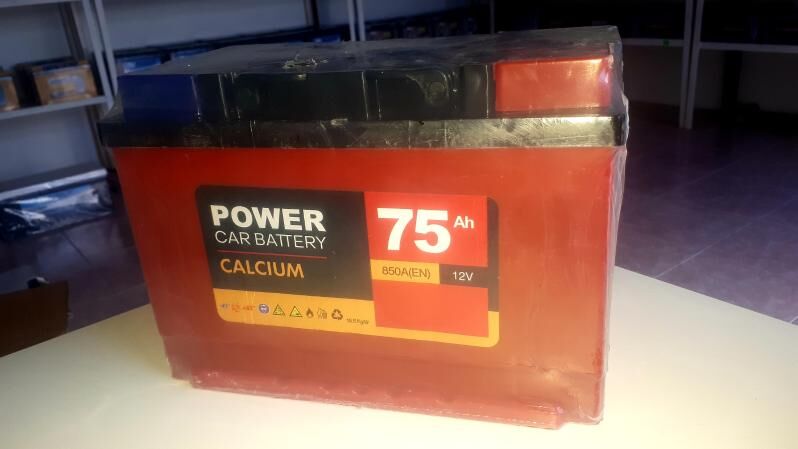 POWER
CAR BATTERY
CALCIUM
75 Ah
850A(EN)
12V